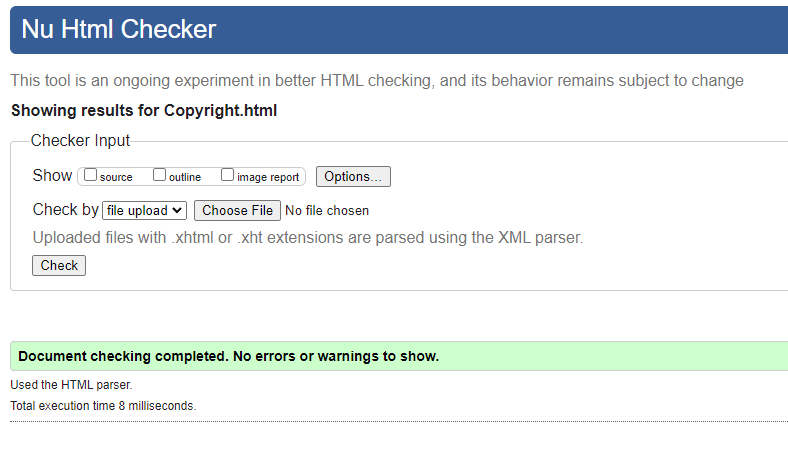 Nu Html Checker
This tool is an ongoing experiment in better HTML checking, and its behavior remains subject to change
Showing results for Copyright.html
Checker Input
Show source outline image report Options...
Check by file upload Choose File No file chosen
Uploaded files with .xhtml or .xht extensions are parsed using the XML parser.
Check
Document checking completed. No errors or warnings to show.
Used the HTML parser.
Total execution time 8 milliseconds.